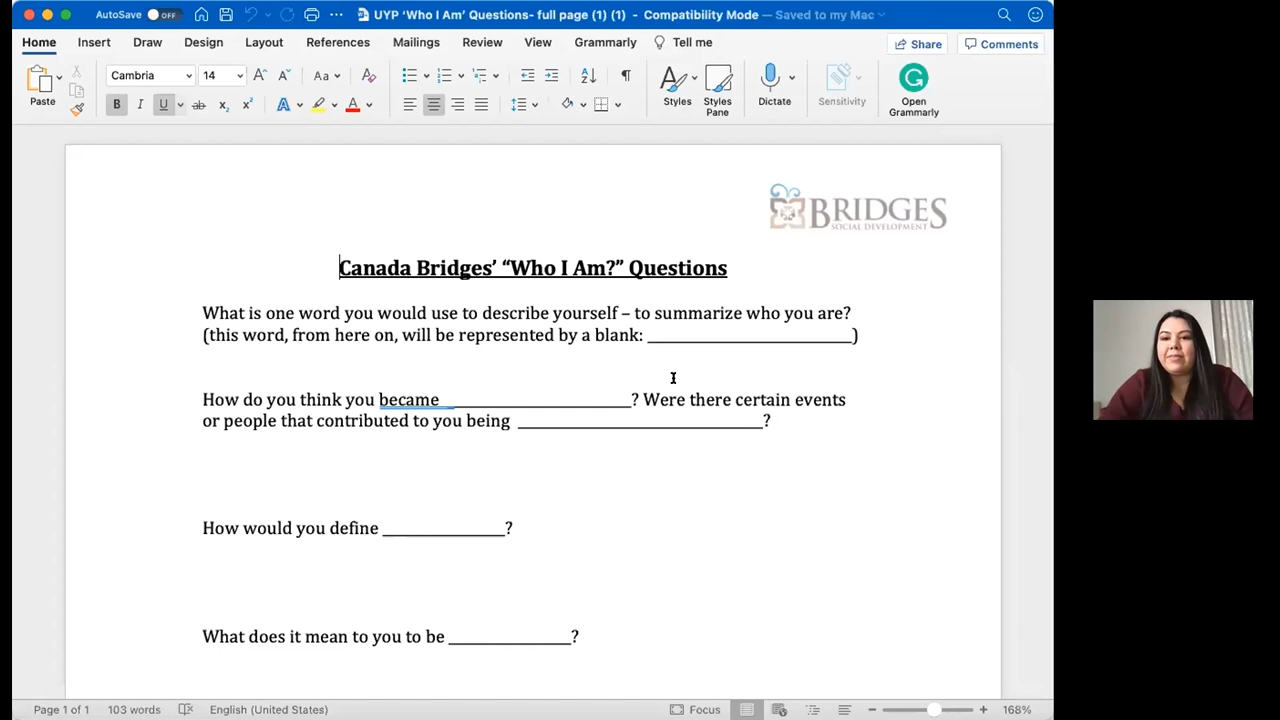 AutoSave OFF
UYP ‘Who I Am’ Questions- full page (1) (1) - Compatibility Mode — Saved to my Mac
Home Insert Draw Design Layout References Mailings Review View Grammarly Tell me
Share Comments
Paste
Cambria 14
Styles
Styles Pane
Dictate
Sensitivity
Open Grammarly
BRIDGES
SOCIAL DEVELOPMENT
Canada Bridges’ “Who I Am?” Questions
What is one word you would use to describe yourself – to summarize who you are?
(this word, from here on, will be represented by a blank: ____________________)
How do you think you became____________________? Were there certain events
or people that contributed to you being ________________________?
How would you define ____________?
What does it mean to you to be ____________?
Page 1 of 1 103 words English (United States) Focus 168%